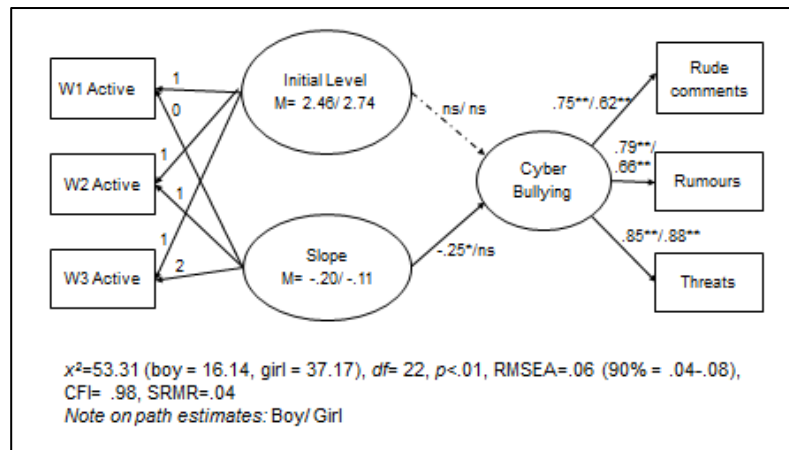 W1 Active
W2 Active
W3 Active
1
0
1
1
1
2
Initial Level
M= 2.46/ 2.74
Slope
M= -.20/ -.11
ns/ ns
-.25*/ns
Cyber
Bullying
.75**/.62**
.79**/
.66**
.85**/.88**
Rude
comments
Rumours
Threats
x²=53.31 (boy = 16.14, girl = 37.17), df= 22, p<.01, RMSEA=.06 (90% = .04-.08),
CFI= .98, SRMR=.04
Note on path estimates: Boy/ Girl